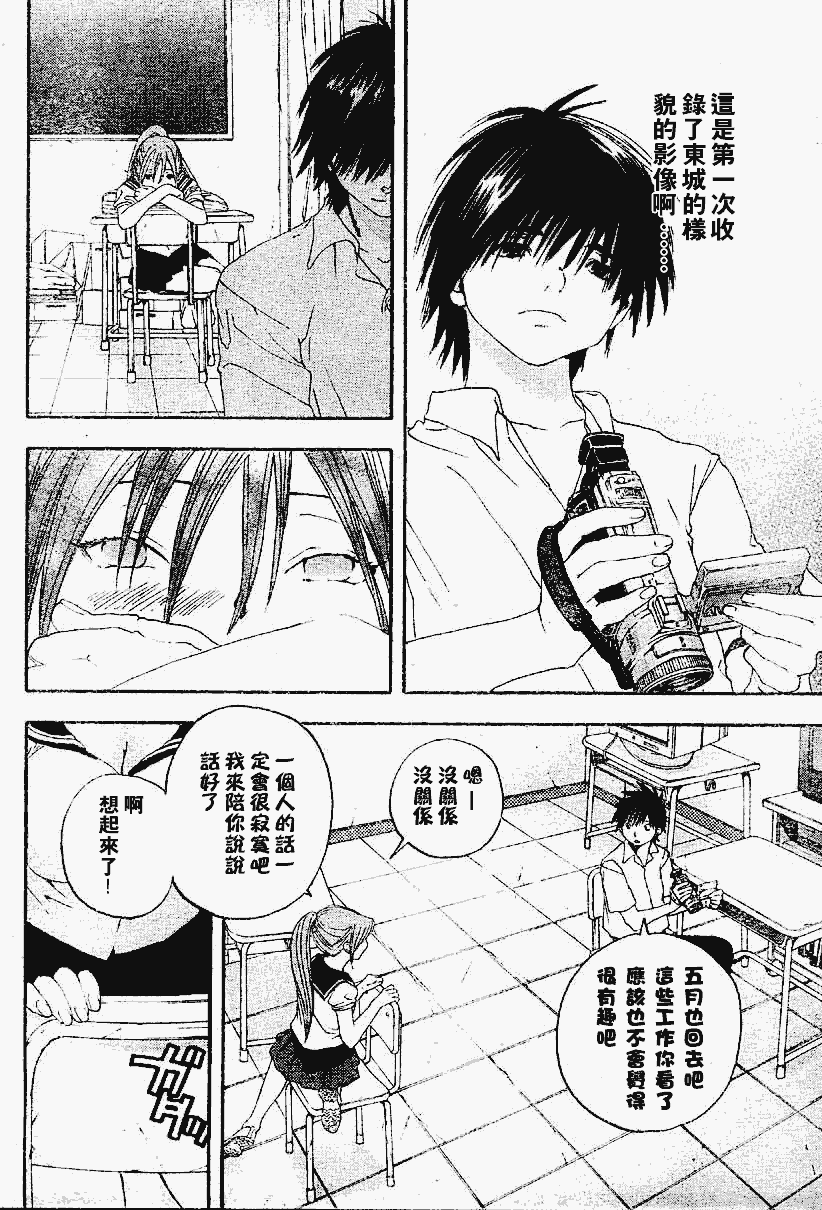 這是第一次收
錄了東城的樣
貌的影像啊……
五月也回去吧
這些工作你看了
應該也不會覺得
很有趣吧
嗯—
沒關係
沒關係
一個人的話一
定會很寂寞吧
我來陪你說說
話好了
啊
想起來了！
ガタッ